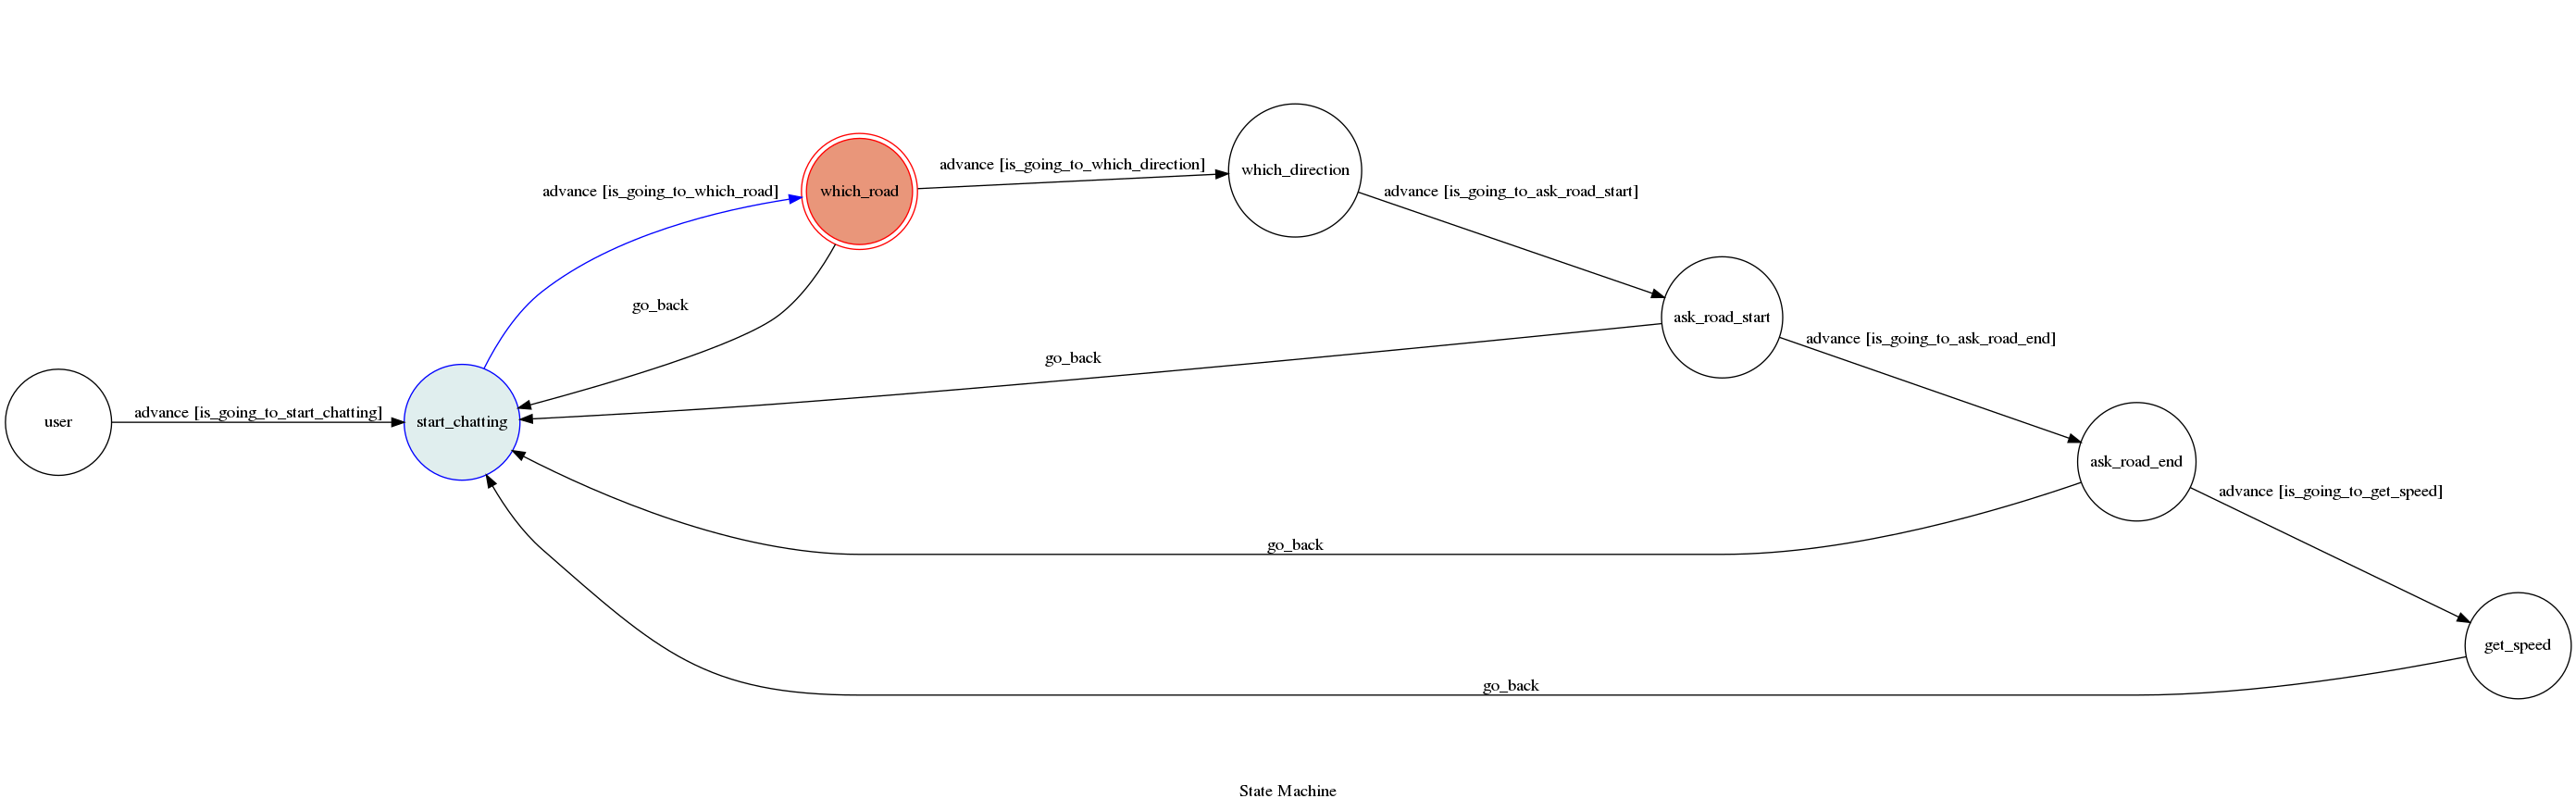 advance [is_going_to_which_direction]
which_direction
advance [is_going_to_which_road]
which_road
advance [is_going_to_ask_road_start]
go_back
ask_road_start
advance [is_going_to_ask_road_end]
go_back
user
advance [is_going_to_start_chatting]
start_chatting
ask_road_end
advance [is_going_to_get_speed]
go_back
get_speed
go_back
State Machine